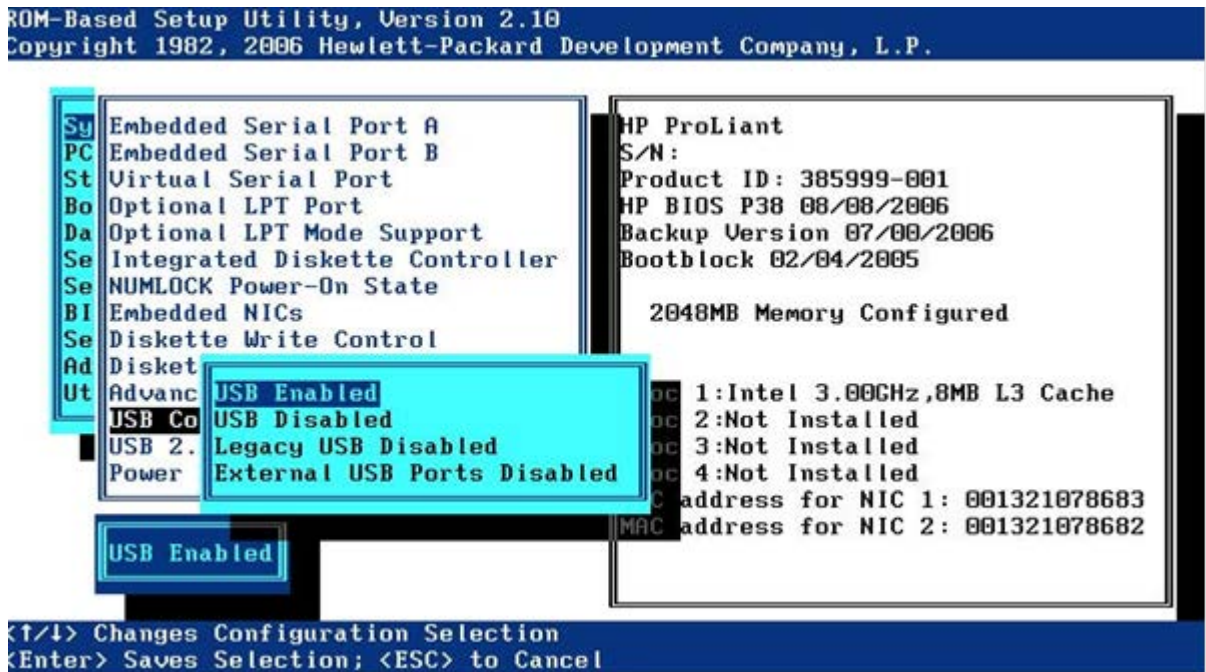 ROM-Based Setup Utility, Version 2.10
Copyright 1982, 2006 Hewlett-Packard Development Company, L.P.
Sy
PC
St
Bo
Da
Se
Se
BI
Se
Ad
Ut
Embedded Serial Port A
Embedded Serial Port B
Virtual Serial Port
Optional LPT Port
Optional LPT Mode Support
Integrated Diskette Controller
NUMLOCK Power-On State
Embedded NICs
Diskette Write Control
Disket
Advanc
USB Co
USB 2.
Power
USB Enabled
USB Disabled
Legacy USB Disabled
External USB Ports Disabled
USB Enabled
HP ProLiant
S/N:
Product ID: 385999-001
HP BIOS P38 08/08/2006
Backup Version 07/00/2006
Bootblock 02/04/2005
2048MB Memory Configured
oc 1:Intel 3.00GHz,8MB L3 Cache
oc 2:Not Installed
oc 3:Not Installed
oc 4:Not Installed
C address for NIC 1: 001321078683
MAC address for NIC 2: 001321078682
<↑/↓> Changes Configuration Selection
<Enter> Saves Selection; <ESC> to Cancel